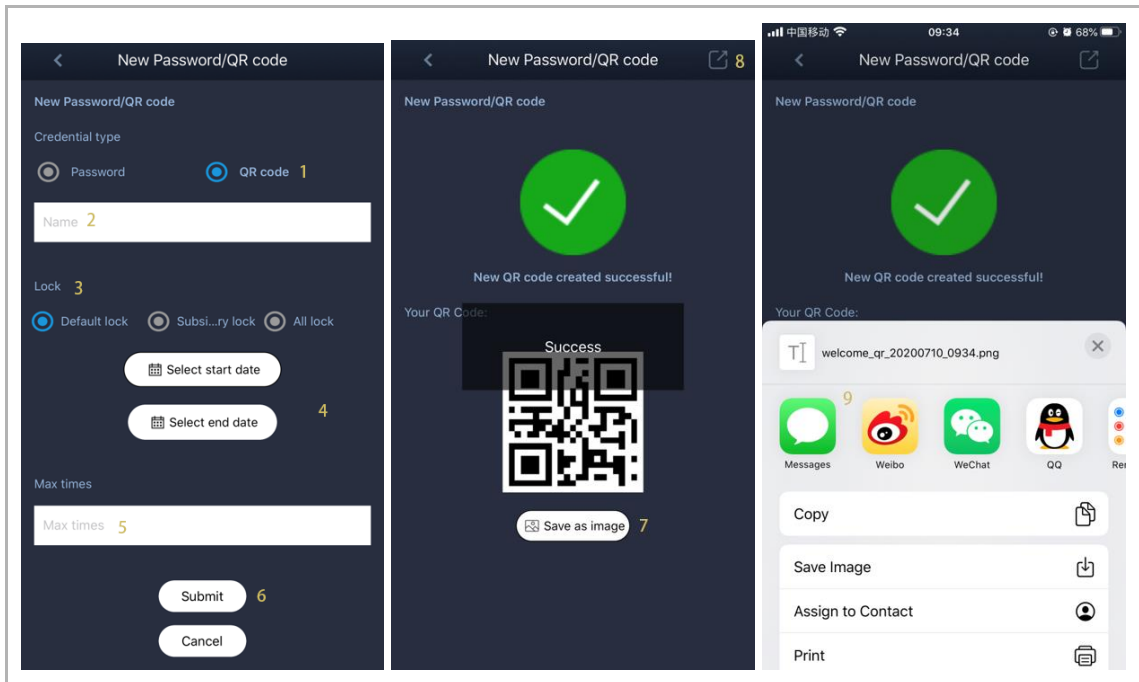 New Password/QR code
New Password/QR code
Credential type
Password QR code 1
Name 2
Lock 3
Default lock Subsi...ry lock All lock
Select start date
Select end date
4
Max times
Max times 5
Submit 6
Cancel
New Password/QR code 8
New Password/QR code
New QR code created successful!
Your QR Code:
Success
Save as image 7
中国移动 09:34 68%
New Password/QR code
New Password/QR code
New QR code created successful!
Your QR Code:
welcome_qr_20200710_0934.png
9
Messages Weibo WeChat QQ Rer
Copy
Save Image
Assign to Contact
Print